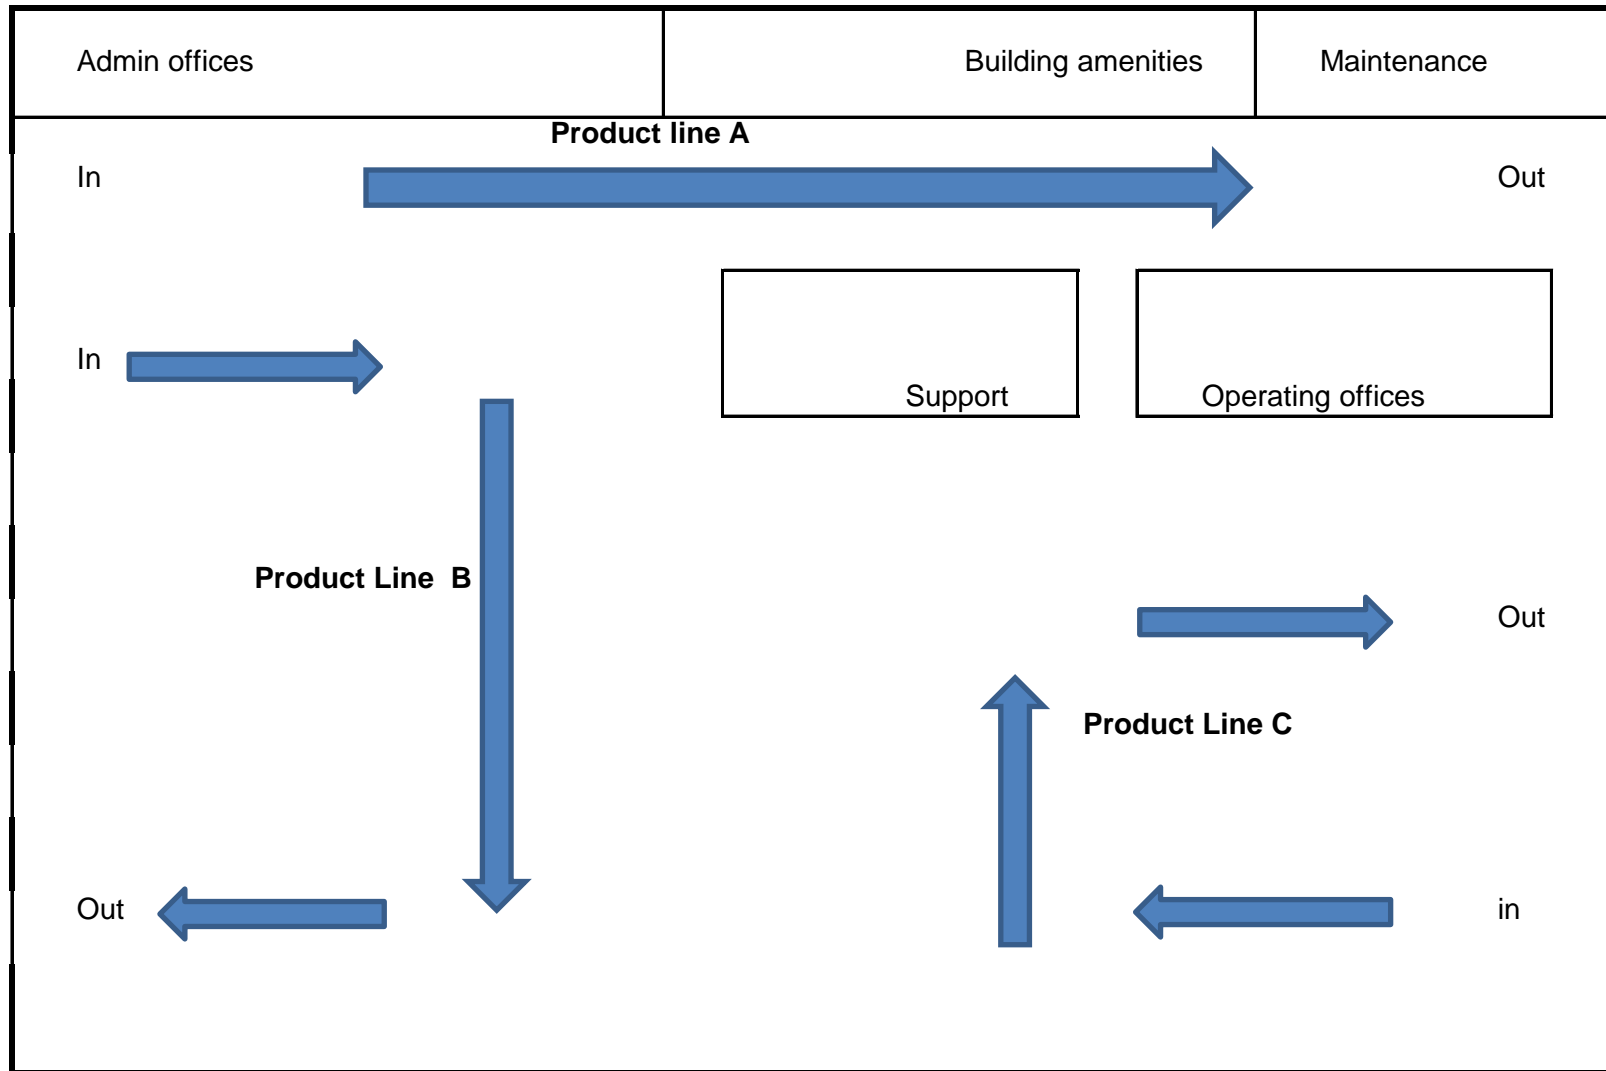 Admin offices
Building amenities
Maintenance
Product line A
In
Out
In
Support
Operating offices
Product Line  B
Out
Product Line C
Out
in